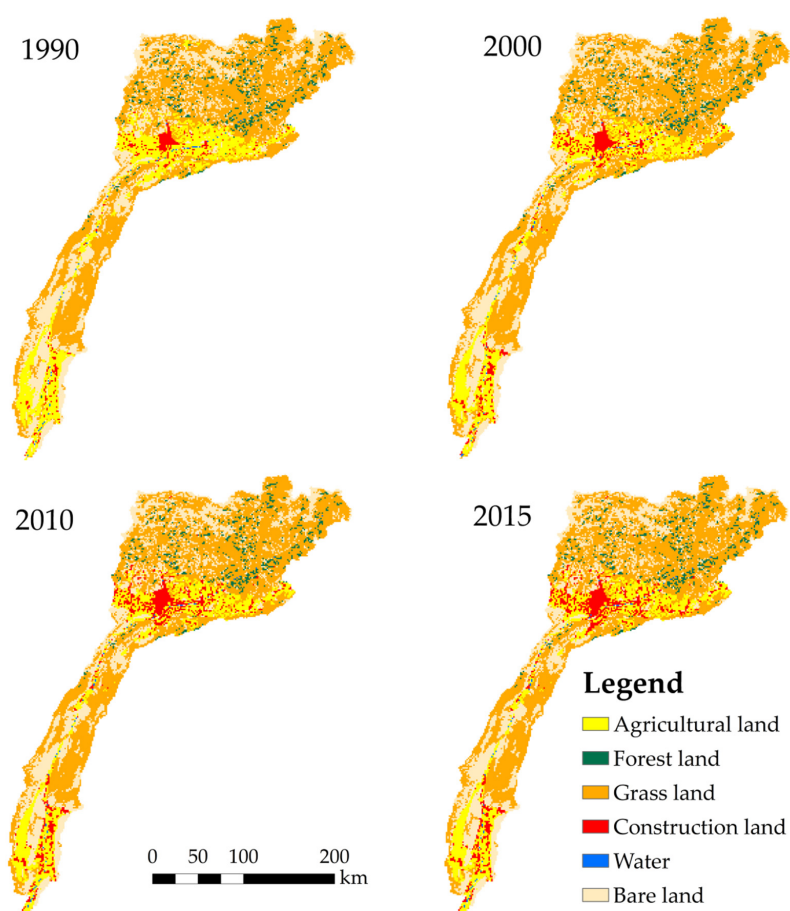 1990
2000
2010
2015
Legend
Agricultural land
Forest land
Grass land
Construction land
Water
Bare land
0 50 100 200
km